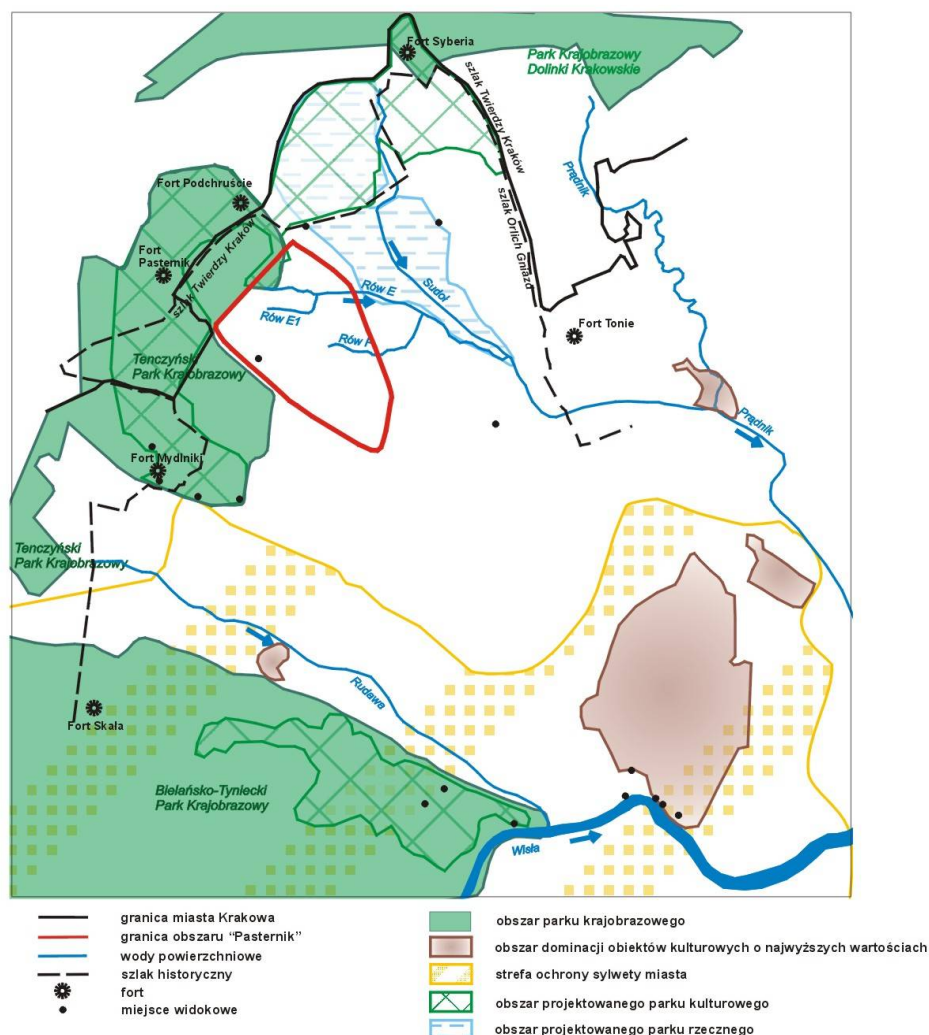 Fort Syberia
Park Krajobrazowy
Dolinki Krakowskie
szlak Twierdzy Kraków
Prądnik
Fort Podchruście
szlak Orlich Gniazd
Fort
Pasternik
szlak Twierdzy Kraków
Rów E
Sudoł
Rów E1
Fort Tonie
Tenczyński
Park Krajobrazowy
Prądnik
Fort Mydlniki
Tenczyński
Park Krajobrazowy
Rudawa
Fort Skała
Bielańsko-Tyniecki
Park Krajobrazowy
Wisła
granica miasta Krakowa
granica obszaru “Pasternik”
wody powierzchniowe
szlak historyczny
fort
miejsce widokowe
obszar parku krajobrazowego
obszar dominacji obiektów kulturowych o najwyższych wartościach
strefa ochrony sylwety miasta
obszar projektowanego parku kulturowego
obszar projektowanego parku rzecznego